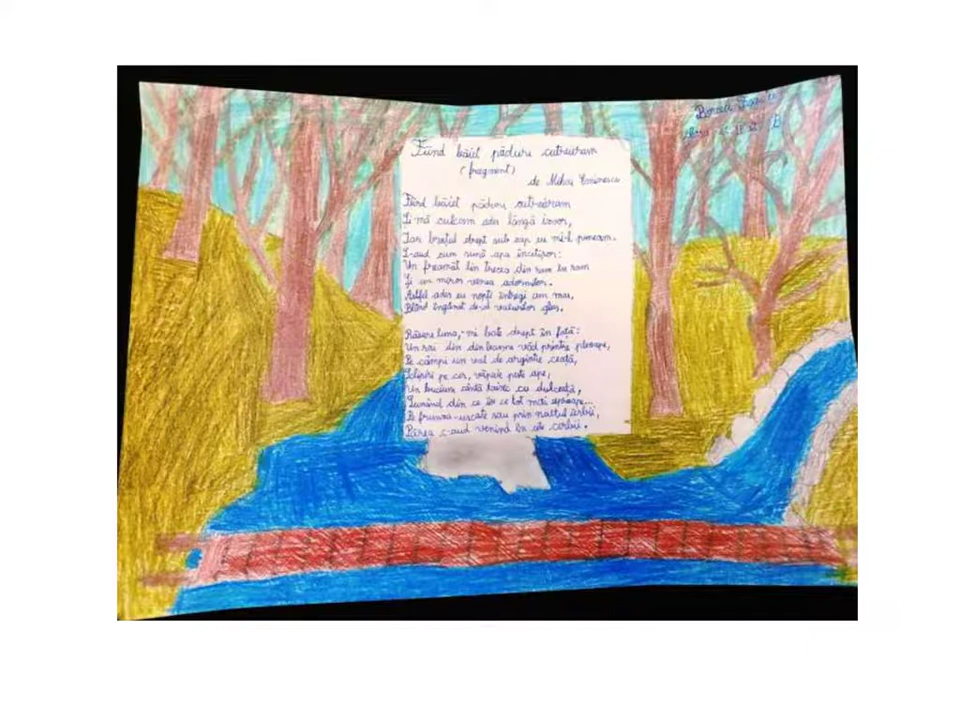 Fiind băiet păduri cutreieram
(fragment)
de Mihai Eminescu
Fiind băiet păduri cutreieram
Și mă culcam ades lângă izvor,
Iar brațul drept sub cap eu mi-l puneam.
S-aud cum sună apa încetișor:
Un freamăt lin trecea din ram în ram
Și un miros venea adormitor.
Astfel ades eu nopți întregi am mas,
Blând îngânat de-al valurilor glas.
Răsare luna,-mi bate drept în față:
Un rai din basme văd printre pleoape,
Pe câmpi un val de argintie ceață,
Sclipiri pe cer, văpaie peste ape,
Un bucium cântă tainic cu dulceață,
Sunând din ce în ce tot mai aproape...
Pe frunze-uscate sau prin naltul ierbii,
Părea c-aud venind în cete cerbii.